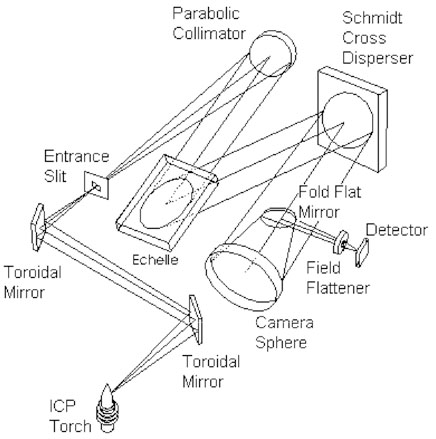 Parabolic
Collimator
Schmidt
Cross
Disperser
Entrance
Slit
Fold Flat
Mirror
Detector
Echelle
Toroidal
Mirror
Field
Flattener
Camera
Sphere
Toroidal
Mirror
ICP
Torch